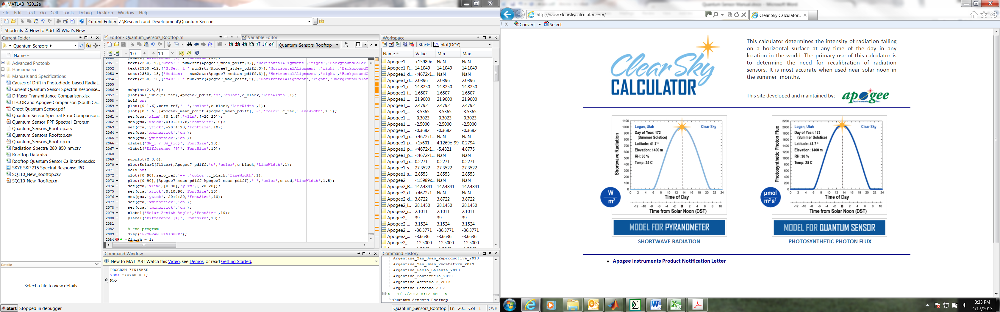 MATLAB R2012a
File Edit Text Go Cell Tools Debug Desktop Window Help
Current Folder: Z:\Research and Development\Quantum Sensors
Shortcuts How to Add What's New
Current Folder
« Quantum Sensors
Name
Advanced Photonix
Hamamatsu
Manuals and Specifications
Causes of Drift in Photodiode-based Radiat...
Current Quantum Sensor Spectral Response...
Diffuser Transmittance Comparison.xlsx
LI-COR and Apogee Comparison (South Ca...
Onset Quantum Sensor.pdf
Quantum Sensor Spectral Error Comparison...
Quantum_Sensor_PPF_Spectral_Errors.m
Quantum_Sensors_Rooftop.asv
Quantum_Sensors_Rooftop.csv
Quantum_Sensors_Rooftop.m
Radiation_Spectra_280_850_nm.csv
Rooftop Data.xlsx
Rooftop Quantum Sensor Calibrations.xlsx
SKYE SKP 215 Spectral Response.JPG
SQ110_New_Rooftop.csv
SQ110_New_Rooftop.m
Details
Select a file to view details
Start Stopped in debugger
Editor - Quantum_Sensors_Rooftop.m
Variable Editor
Quantum_Sensors_Rooftop
1.0
1.1
2051 text(2350,-9,['Mean: ' num2str(Apogee7_mean_pdiff,3)],'HorizontalAlignment','right','BackgroundColor'
2052 text(2350,-12,['StDev: ± ' num2str(Apogee7_stdev_pdiff,3)],'HorizontalAlignment','right','BackgroundC
2053 text(2350,-15,['Median: ' num2str(Apogee7_median_pdiff,3)],'HorizontalAlignment','right','BackgroundC
2054 text(2350,-18,['MAD: ± ' num2str(Apogee7_mad_pdiff,3)],'HorizontalAlignment','right','BackgroundColor
2055
2056 subplot(2,3,3);
2057 plot(SWi_SWic(filter),Apogee7_pdiff,'o','color',c_black,'LineWidth',1);
2058 hold on;
2059 plot([0 1.6],zero_ref,'--','color',c_black,'LineWidth',1);
2060 plot([0 1.6],[Apogee7_mean_pdiff Apogee7_mean_pdiff],'-','color',c_red,'LineWidth',1.5);
2061 set(gca,'xlim',[0 1.6],'ylim',[-20 20]);
2062 set(gca,'xtick',0:0.2:1.6,'FontSize',10);
2063 set(gca,'ytick',-20:4:20,'FontSize',10);
2064 set(gca,'xminortick','on');
2065 set(gca,'yminortick','on');
2066 xlabel('SW_i / SW_(ic)','FontSize',10);
2067 ylabel('Difference [%]','FontSize',10);
2068
2069 subplot(2,3,6);
2070 plot(SolarZ(filter),Apogee7_pdiff,'o','color',c_black,'LineWidth',1);
2071 hold on;
2072 plot([0 90],zero_ref,'--','color',c_black,'LineWidth',1);
2073 plot([0 90],[Apogee7_mean_pdiff Apogee7_mean_pdiff],'-','color',c_red,'LineWidth',1.5);
2074 set(gca,'xlim',[0 90],'ylim',[-20 20]);
2075 set(gca,'xtick',0:10:90,'FontSize',10);
2076 set(gca,'ytick',-20:4:20,'FontSize',10);
2077 set(gca,'xminortick','on');
2078 set(gca,'yminortick','on');
2079 xlabel('Solar Zenith Angle','FontSize',10);
2080 ylabel('Difference [%]','FontSize',10);
2081
2082 % end program
2083 disp('PROGRAM FINISHED');
2084 finish = 1;
Command Window
New to MATLAB? Watch this Video, see Demos, or read Getting Started.
PROGRAM FINISHED
2084 finish = 1;
K>>
Workspace
Stack: plot(DOY)
Name Value Min Max
Apogee1 <15989x... NaN NaN
Apogee1_R... 14.1049 14.1049 14.1049
Apogee1_d... <4672x1... NaN NaN
Apogee1_d... 2.0396 2.0396 2.0396
Apogee1_i... 14.8250 14.8250 14.8250
Apogee1_i... 1.6507 1.6507 1.6507
Apogee1_... 21.9000 21.9000 21.9000
Apogee1_... 2.4792 2.4792 2.4792
Apogee1_... -3.5365 -3.5365 -3.5365
Apogee1_... -0.3023 -0.3023 -0.3023
Apogee1_... -2.5000 -2.5000 -2.5000
Apogee1_... -0.3682 -0.3682 -0.3682
Apogee1_p... <4672x1... NaN NaN
Apogee1_p... <1x601 ... 4.1269e-99 0.2794
Apogee1_p... <4672x1... -5.4821 4.8775
Apogee1_p... <4672x1... NaN NaN
Apogee1_p... 0.2271 0.2271 0.2271
Apogee1_s... 27.3522 27.3522 27.3522
Apogee1_s... 2.8553 2.8553 2.8553
Apogee2 <15989x... NaN NaN
Apogee2_R... 142.4841 142.4841 142.4841
Apogee2_d... <4672x1... NaN NaN
Apogee2_d... 3.8722 3.8722 3.8722
Apogee2_i... 28.1450 28.1450 28.1450
Apogee2_i... 2.1011 2.1011 2.1011
Apogee2_... 39 39 39
Apogee2_... 3.1524 3.1524 3.1524
Apogee2_... -36.3771 -36.3771 -36.3771
Apogee2_... -3.6636 -3.6636 -3.6636
Apogee2_... -12.5000 -12.5000 -12.5000
Command History
Argentina_San_Juan_Reproductive_2013
Argentina_San_Juan_Vegetative_2013
Argentina_Pablo_Balanza_2013
Argentina_Fontezuela_2013
Argentina_Acevedo_2_2013
Argentina_Carcano_2013
%-- 4/17/2013 8:12 AM --%
Quantum_Sensors_Rooftop
Quantum_Sensors_Rooftop Ln 20... Col 1 OVR
Quantum Sensor Manual.docx - Microsoft Word
http://www.clearskycalculator.com/
Clear Sky Calculator...
Convert Select
Clear Sky
CALCULATOR
This calculator determines the intensity of radiation falling
on a horizontal surface at any time of the day in any
location in the world. The primary use of this calculator is
to determine the need for recalibration of radiation
sensors. It is most accurate when used near solar noon in
the summer months.
This site developed and maintained by:
apogee
instruments inc.
Shortwave Radiation
1100
1000
900
800
700
600
500
400
300
200
100
0
Logan, Utah Clear Sky
Day of Year: 172
(Summer Solstice)
Latitude: 41.7 °
Elevation: 1400 m
RH: 30 %
Temp: 25 C
0 2 4 6 8 10 12 14 16 18 20 22 24
Time of Day
-12 -10 -8 -6 -4 -2 0 2 4 6 8 10
Time from Solar Noon (DST)
W
m²
MODEL FOR PYRANOMETER
SHORTWAVE RADIATION
Photosynthetic Photon Flux
2200
2000
1800
1600
1400
1200
1000
800
600
400
200
0
Logan, Utah Clear Sky
Day of Year: 172
(Summer Solstice)
Latitude: 41.7 °
Elevation: 1400 m
RH: 30 %
Temp: 25 C
0 2 4 6 8 10 12 14 16 18 20 22 24
Time of Day
-12 -10 -8 -6 -4 -2 0 2 4 6 8 10
Time from Solar Noon (DST)
µmol
m² s¹
MODEL FOR QUANTUM SENSOR
PHOTOSYNTHETIC PHOTON FLUX
Apogee Instruments Product Notification Letter
3:33 PM
4/17/2013